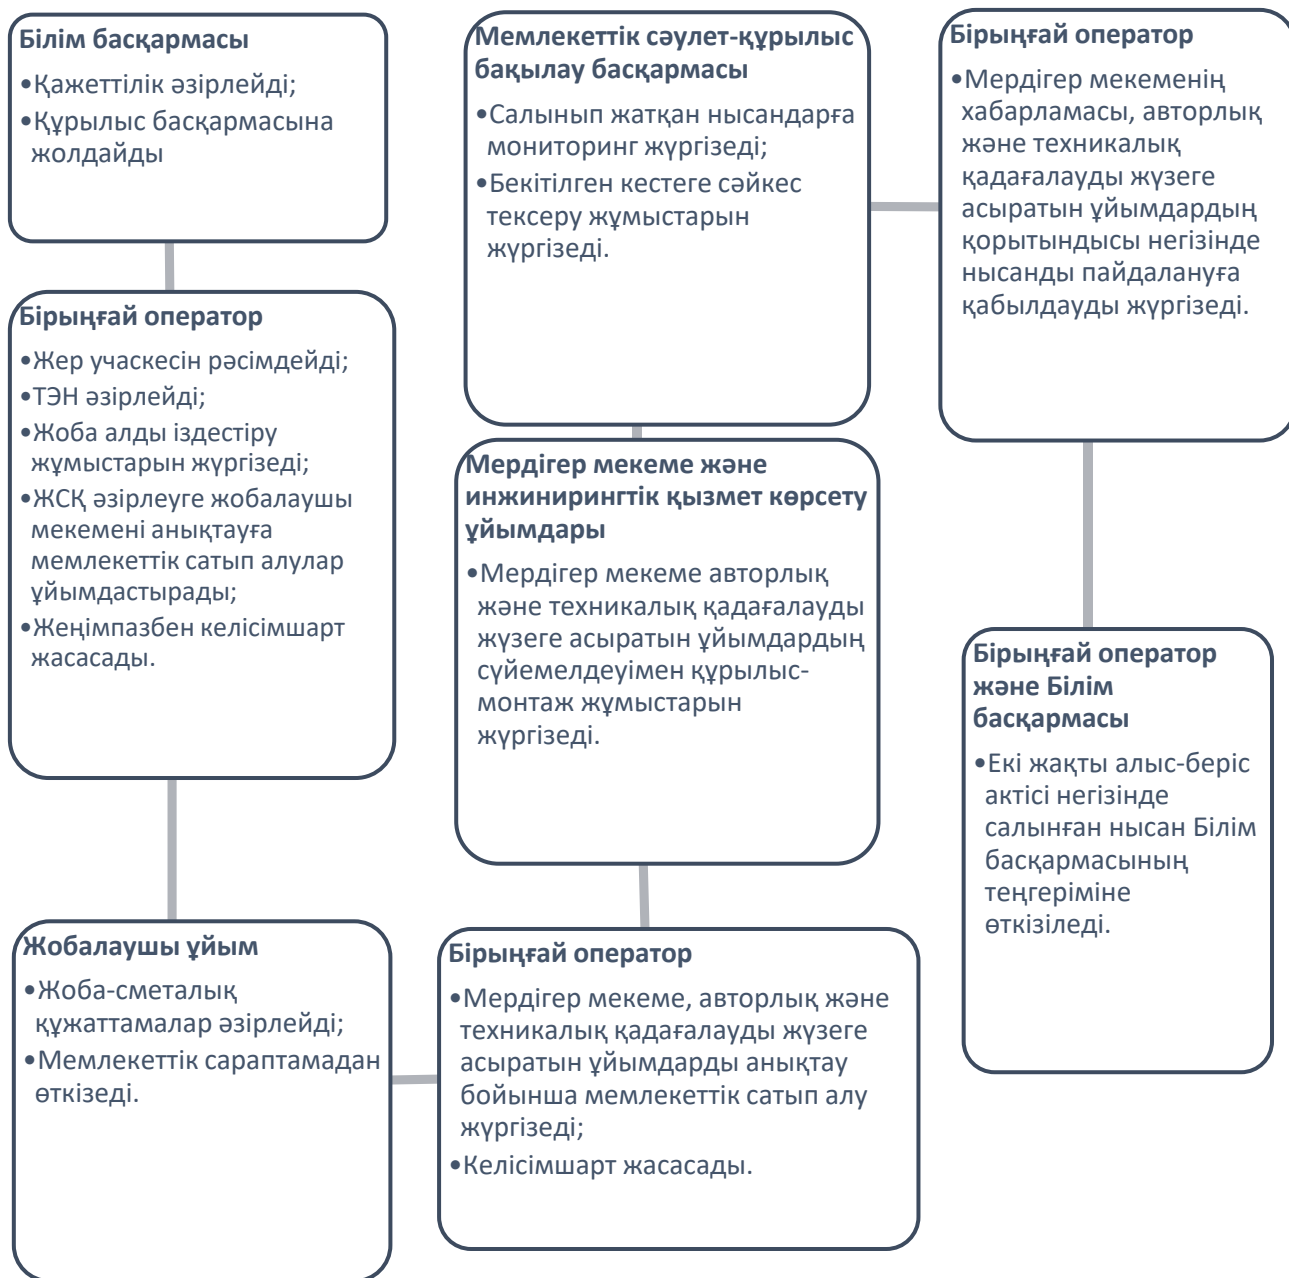 Білім басқармасы
•Қажеттілік әзірлейді;
•Құрылыс басқармасына
жолдайды
Бірыңғай оператор
•Жер учаскесін рәсімдейді;
•ТЭН әзірлейді;
•Жоба алды іздестіру
жұмыстарын жүргізеді;
•ЖСҚ әзірлеуге жобалаушы
мекемені анықтауға
мемлекеттік сатып алулар
ұйымдастырады;
•Жеңімпазбен келісімшарт
жасасады.
Жобалаушы ұйым
•Жоба-сметалық
құжаттамалар әзірлейді;
•Мемлекеттік сараптамадан
өткізеді.
Бірыңғай оператор
•Мердігер мекеме, авторлық және
техникалық қадағалауды жүзеге
асыратын ұйымдарды анықтау
бойынша мемлекеттік сатып алу
жүргізеді;
•Келісімшарт жасасады.
Мердігер мекеме және
инжинирингтік қызмет көрсету
ұйымдары
•Мердігер мекеме авторлық
және техникалық қадағалауды
жүзеге асыратын ұйымдардың
сүйемелдеуімен құрылыс-
монтаж жұмыстарын
жүргізеді.
Мемлекеттік сәулет-құрылыс
бақылау басқармасы
•Салынып жатқан нысандарға
мониторинг жүргізеді;
•Бекітілген кестеге сәйкес
тексеру жұмыстарын
жүргізеді.
Бірыңғай оператор
•Мердігер мекеменің
хабарламасы, авторлық
және техникалық
қадағалауды жүзеге
асыратын ұйымдардың
қорытындысы негізінде
нысанды пайдалануға
қабылдауды жүргізеді.
Бірыңғай оператор
және Білім
басқармасы
•Екі жақты алыс-беріс
актісі негізінде
салынған нысан Білім
басқармасының
теңгеріміне
өткізіледі.